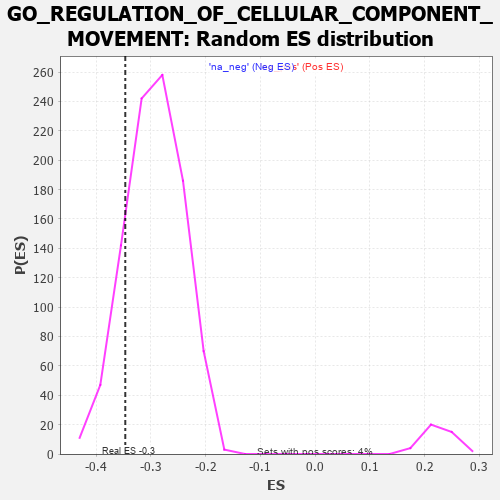 GO_REGULATION_OF_CELLULAR_COMPONENT_
MOVEMENT: Random ES distribution
'na_neg' (Neg ES) s' (Pos ES)
260
240
220
200
180
160
140
120
100
80
60
40
20
0
P(ES)
Real ES -0.3
Sets with pos scores: 4%
-0.4 -0.3 -0.2 -0.1 0.0 0.1 0.2 0.3
ES